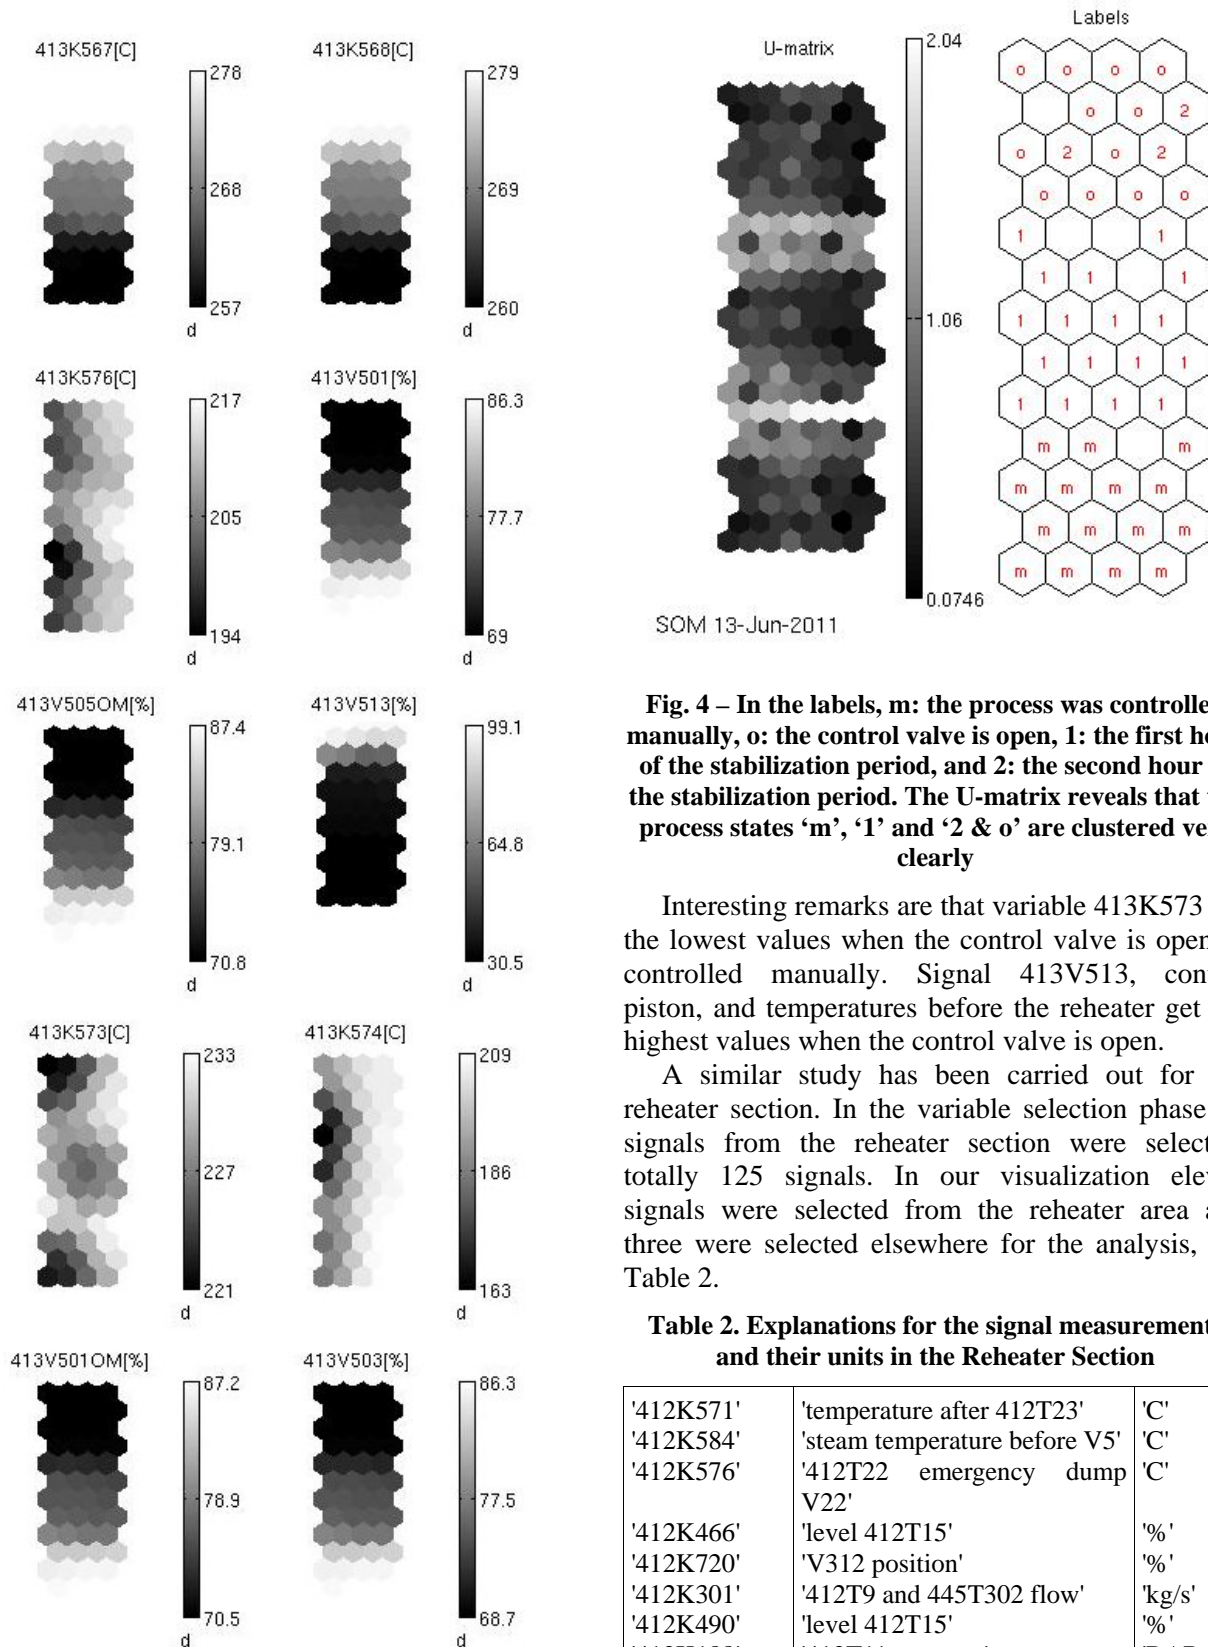 413K567[C]
413K568[C]
278
268
257
d
279
269
260
d
413K576[C]
413V501[%]
217
205
194
d
86.3
77.7
69
d
413V505OM[%]
413V513[%]
87.4
79.1
70.8
d
99.1
64.8
30.5
d
413K573[C]
413K574[C]
233
227
221
d
209
186
163
d
413V501OM[%]
413V503[%]
87.2
78.9
70.5
d
86.3
77.5
68.7
d
U-matrix
2.04
1.06
0.0746
Labels
o o o o
o o 2
o 2 o 2
o o o o
1 1
1 1 1
1 1 1 1
1 1 1 1
1 1 1 1
m m m
m m m m
m m m m
m m m m
SOM 13-Jun-2011
Fig. 4 – In the labels, m: the process was controlle
manually, o: the control valve is open, 1: the first h
of the stabilization period, and 2: the second hour
the stabilization period. The U-matrix reveals that
process states ‘m’, ‘1’ and ‘2 & o’ are clustered ve
clearly
Interesting remarks are that variable 413K573
the lowest values when the control valve is open
controlled manually. Signal 413V513, con
piston, and temperatures before the reheater get
highest values when the control valve is open.
A similar study has been carried out for
reheater section. In the variable selection phase
signals from the reheater section were select
totally 125 signals. In our visualization ele
signals were selected from the reheater area a
three were selected elsewhere for the analysis,
Table 2.
Table 2. Explanations for the signal measurement
and their units in the Reheater Section
'412K571' 'temperature after 412T23' 'C'
'412K584' 'steam temperature before V5' 'C'
'412K576' '412T22 emergency dump 'C'
V22'
'412K466' 'level 412T15' '%'
'412K720' 'V312 position' '%'
'412K301' '412T9 and 445T302 flow' 'kg/s'
'412K490' 'level 412T15' '%'